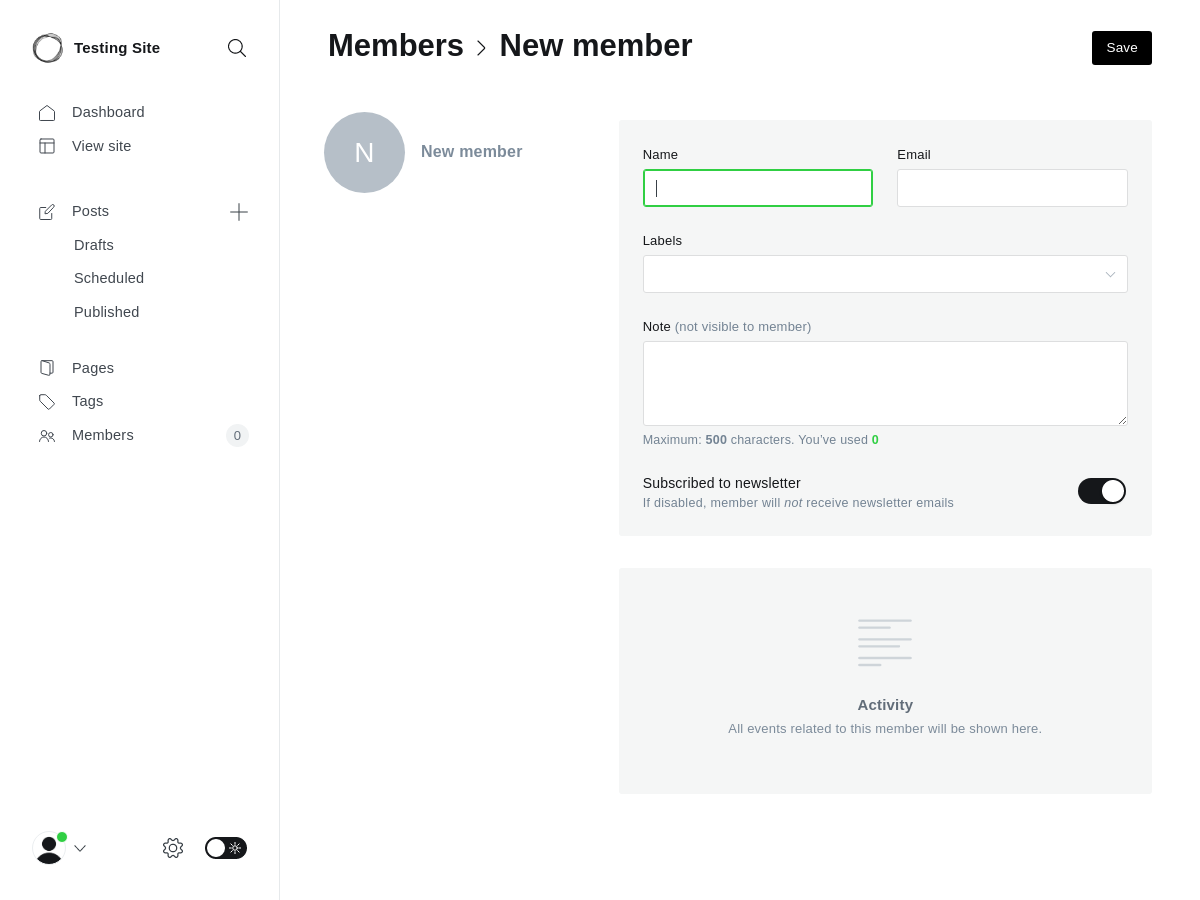 Testing Site
Members > New member
Save
Dashboard
View site
Posts
Drafts
Scheduled
Published
Pages
Tags
Members 0
N
New member
Name
Email
Labels
Note (not visible to member)
Maximum: 500 characters. You've used 0
Subscribed to newsletter
If disabled, member will not receive newsletter emails
Activity
All events related to this member will be shown here.